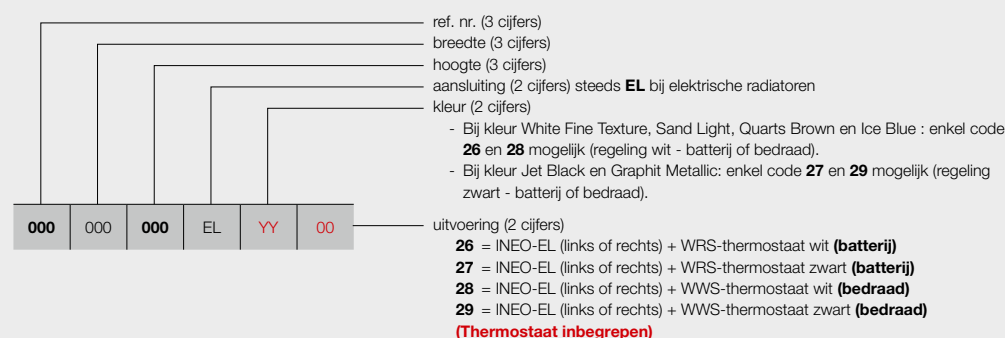 ref. nr. (3 cijfers)
breedte (3 cijfers)
hoogte (3 cijfers)
aansluiting (2 cijfers) steeds EL bij elektrische radiatoren
kleur (2 cijfers)
- Bij kleur White Fine Texture, Sand Light, Quarts Brown en Ice Blue : enkel code
26 en 28 mogelijk (regeling wit - batterij of bedraad).
- Bij kleur Jet Black en Graphit Metallic: enkel code 27 en 29 mogelijk (regeling
zwart - batterij of bedraad).
000 000 000 EL YY 00
uitvoering (2 cijfers)
26 = INEO-EL (links of rechts) + WRS-thermostaat wit (batterij)
27 = INEO-EL (links of rechts) + WRS-thermostaat zwart (batterij)
28 = INEO-EL (links of rechts) + WWS-thermostaat wit (bedraad)
29 = INEO-EL (links of rechts) + WWS-thermostaat zwart (bedraad)
(Thermostaat inbegrepen)